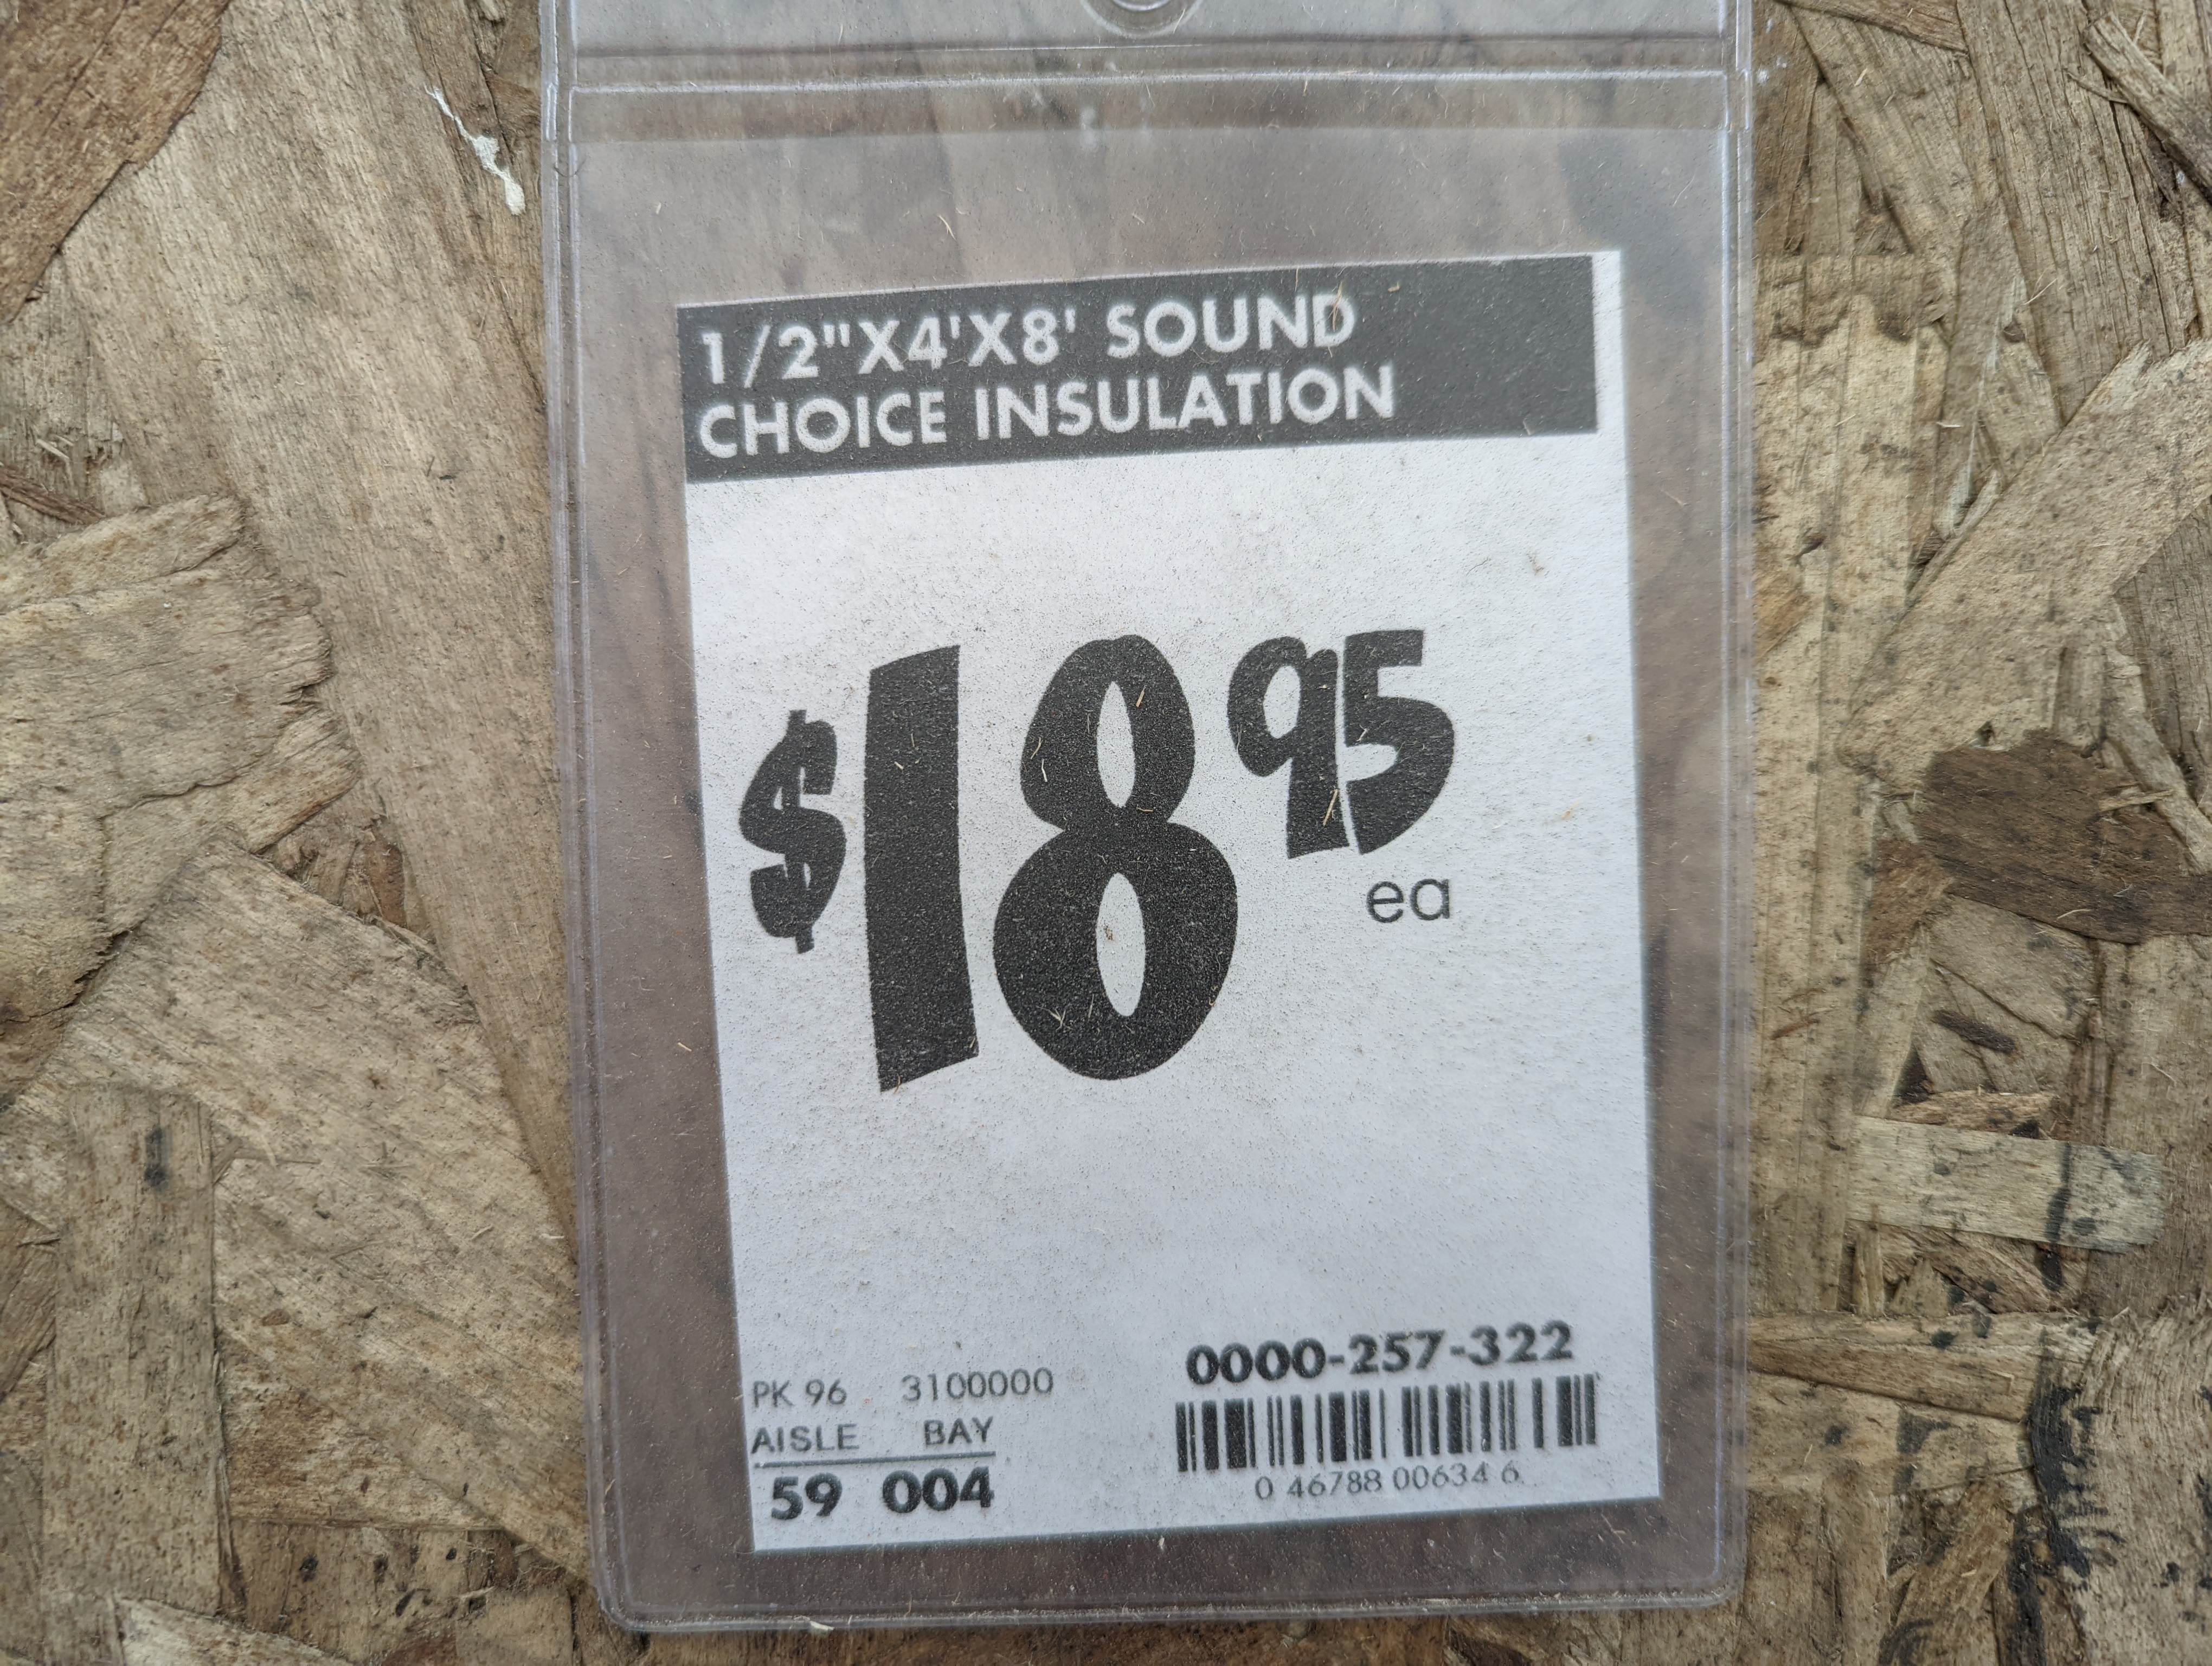 1/2"X4'X8' SOUND
CHOICE INSULATION
$18 95
ea
PK 96 3100000
AISLE BAY
59 004
0000-257-322
0 46788 00634 6